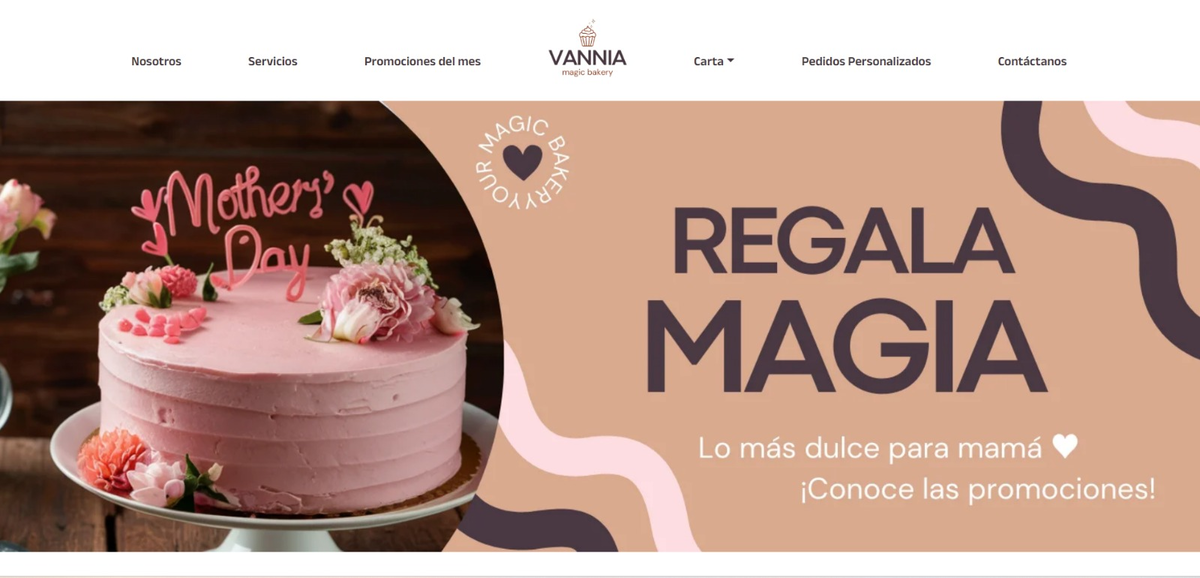 Nosotros
Servicios
Promociones del mes
VANNIA
magic bakery
Carta
Pedidos Personalizados
Contáctanos
Mothers'
Day
YOUR MAGIC BAKERY
REGALA
MAGIA
Lo más dulce para mamá
¡Conoce las promociones!